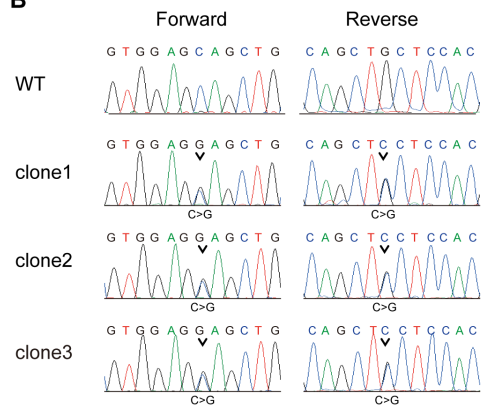 B
Forward Reverse
WT
G T G G A G C A G C T G
C A G C T G C T C C A C
clone1
G T G G A G G A G C T G
C A G C T C C T C C A C
C>G C>G
clone2
G T G G A G G A G C T G
C A G C T C C T C C A C
C>G C>G
clone3
G T G G A G G A G C T G
C A G C T C C T C C A C
C>G C>G